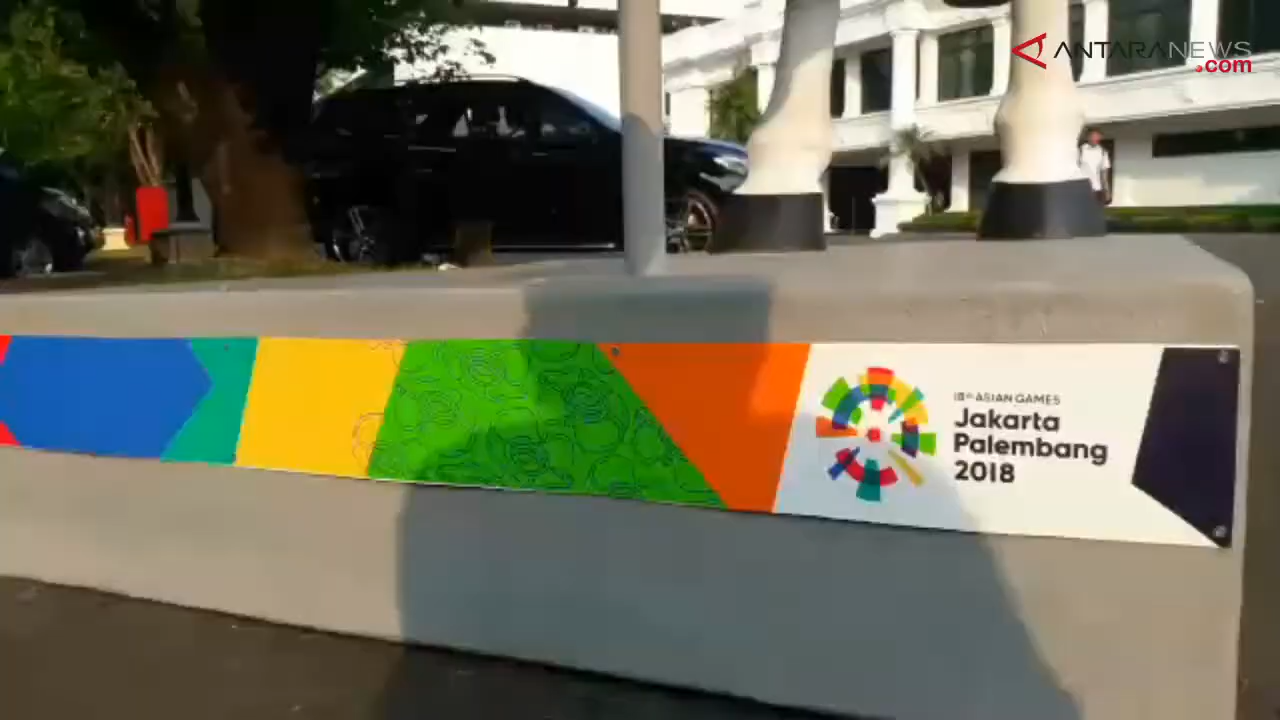 ANTARANEWS
.com
18th ASIAN GAMES
Jakarta
Palembang
2018